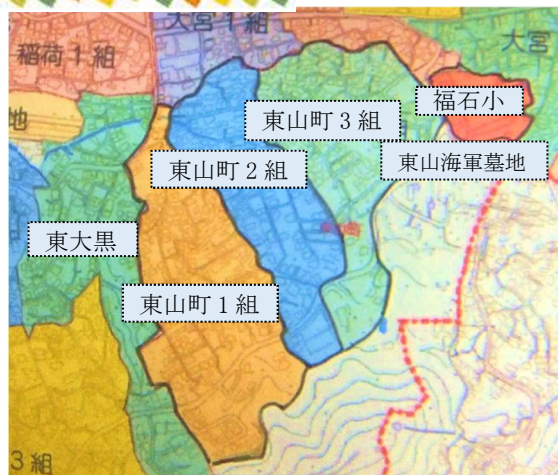 大宮1組
大宮
稲荷1組
福石小
東山町3組
地
東山海軍墓地
東山町2組
東大黒
東山町1組
3組